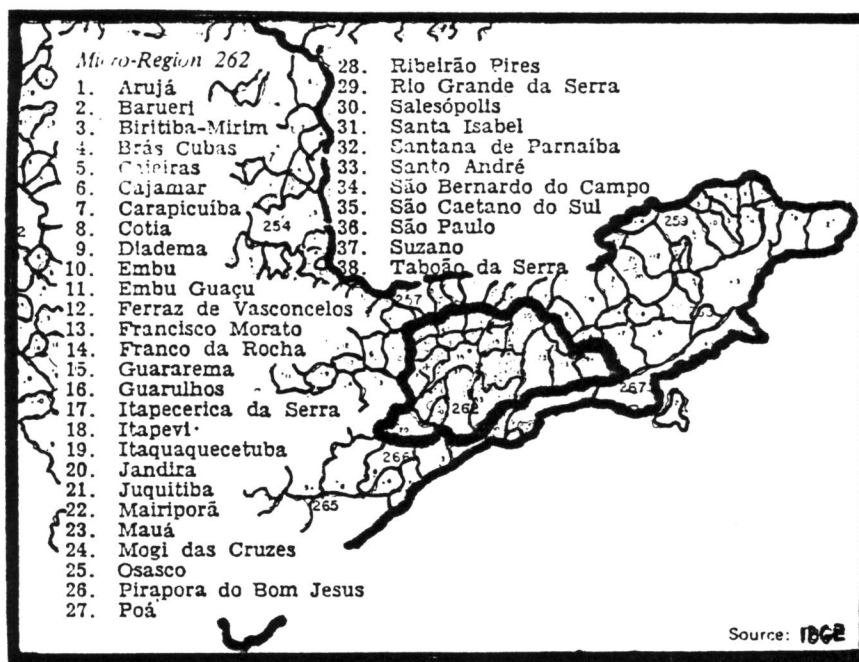 Micro-Region 262
1. Arujá
2. Barueri
3. Biritiba-Mirim
4. Brás Cubas
5. Caieiras
6. Cajamar
7. Carapicuíba
8. Cotia
9. Diadema
10. Embu
11. Embu Guaçu
12. Ferraz de Vasconcelos
13. Francisco Morato
14. Franco da Rocha
15. Guararema
16. Guarulhos
17. Itapecerica da Serra
18. Itapevi
19. Itaquaquecetuba
20. Jandira
21. Juquitiba
22. Mairiporã
23. Mauá
24. Mogi das Cruzes
25. Osasco
26. Pirapora do Bom Jesus
27. Poá
28. Ribeirão Pires
29. Rio Grande da Serra
30. Salesópolis
31. Santa Isabel
32. Santana de Parnaíba
33. Santo André
34. São Bernardo do Campo
35. São Caetano do Sul
36. São Paulo
37. Suzano
38. Taboão da Serra
254
259
257
263
267
262
266
265
Source: IBGE